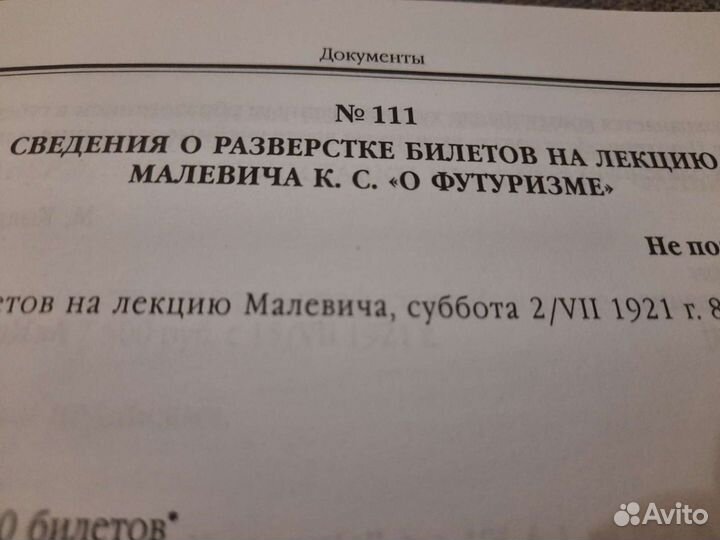 Документы
№ 111
СВЕДЕНИЯ О РАЗВЕРСТКЕ БИЛЕТОВ НА ЛЕКЦИЮ
МАЛЕВИЧА К. С. «О ФУТУРИЗМЕ»
Не по
етов на лекцию Малевича, суббота 2/VII 1921 г. 8
0 билетов*
Avito